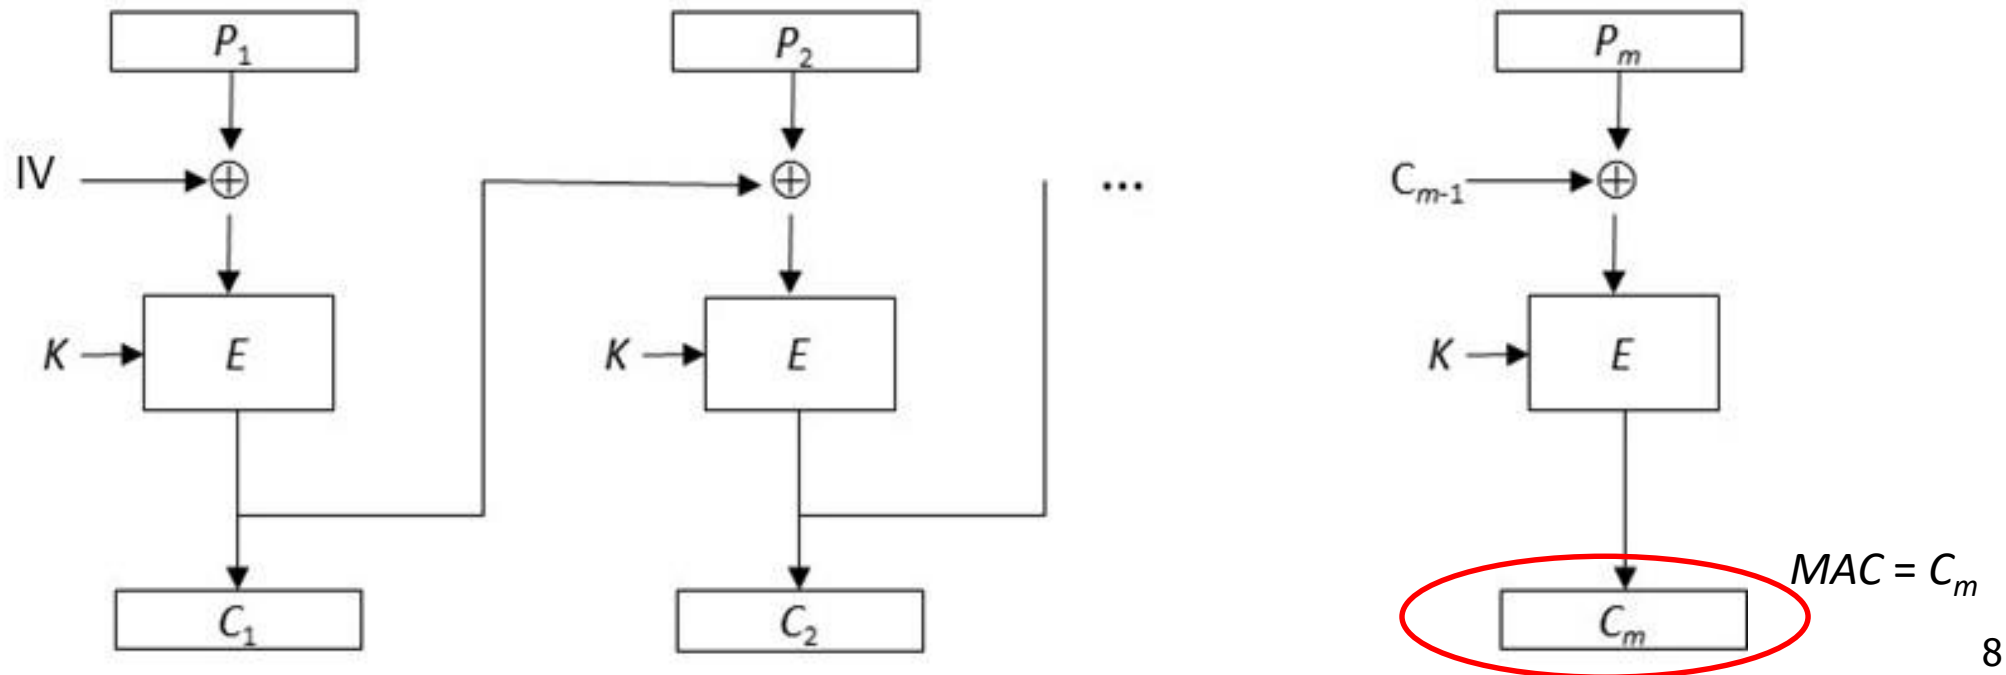 P₁ P₂ Pₘ
IV ⊕ ⊕ ... Cₘ₋₁ ⊕
K E K E K E
MAC = Cₘ
C₁ C₂ Cₘ
8